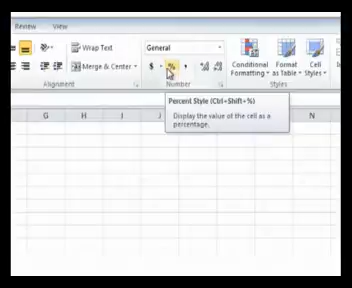 Review View
Wrap Text General
Merge & Center $ % , Conditional Format Cell
Formatting as Table Styles
Alignment Number Styles
Percent Style (Ctrl+Shift+%)
Display the value of the cell as a
percentage.
G H I J N